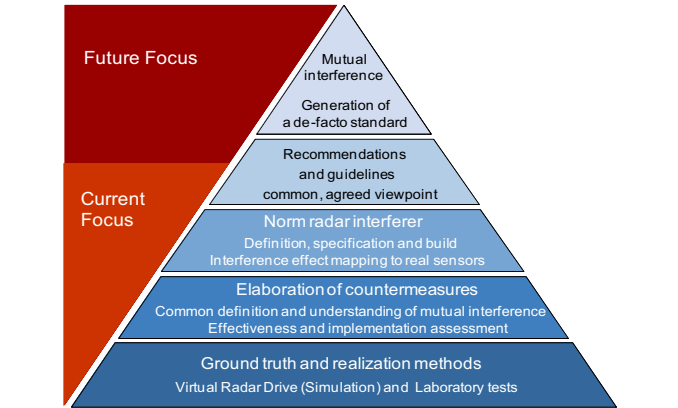 Future Focus
Mutual
interference
Generation of
a de-facto standard
Recommendations
and guidelines
common, agreed viewpoint
Current
Focus
Norm radar interferer
Definition, specification and build
Interference effect mapping to real sensors
Elaboration of countermeasures
Common definition and understanding of mutual interference
Effectiveness and implementation assessment
Ground truth and realization methods
Virtual Radar Drive (Simulation) and Laboratory tests